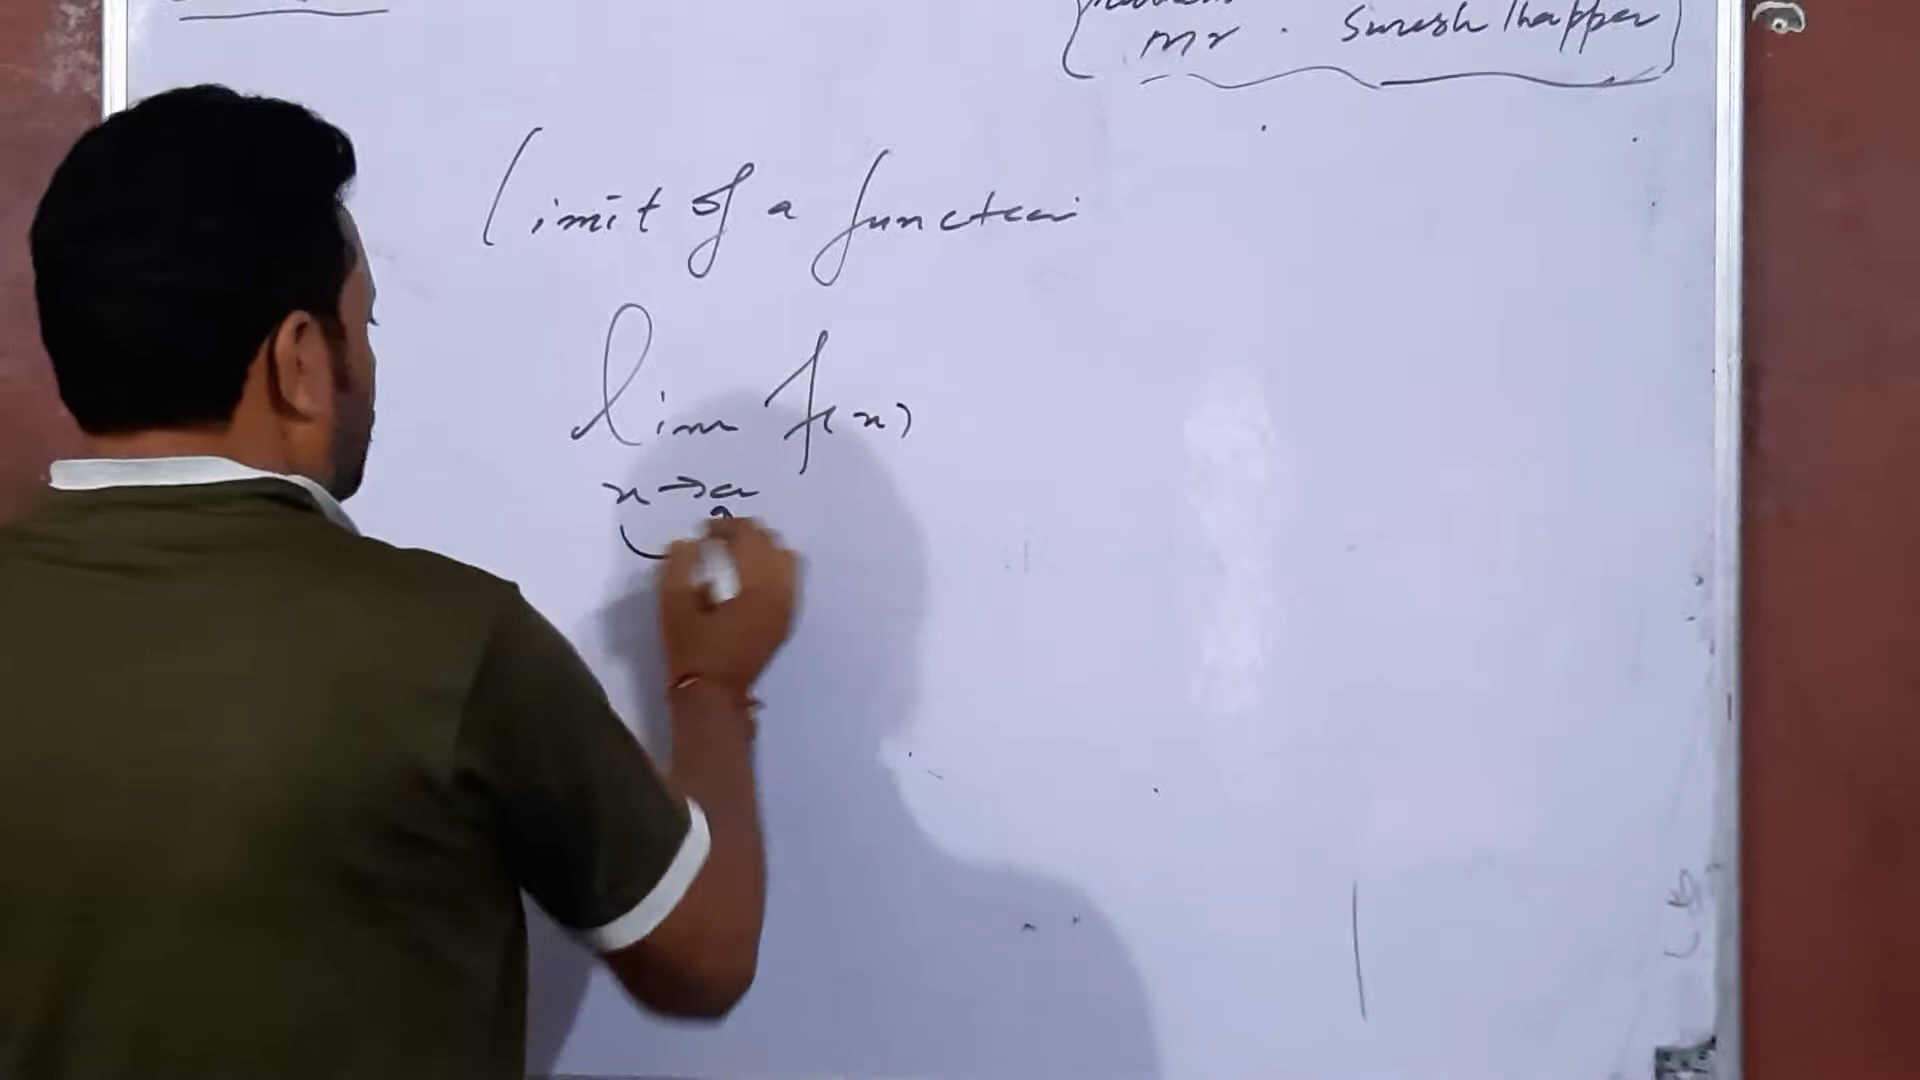 Mr. Suresh Thapper
Limit of a function
lim f(x)
x→a